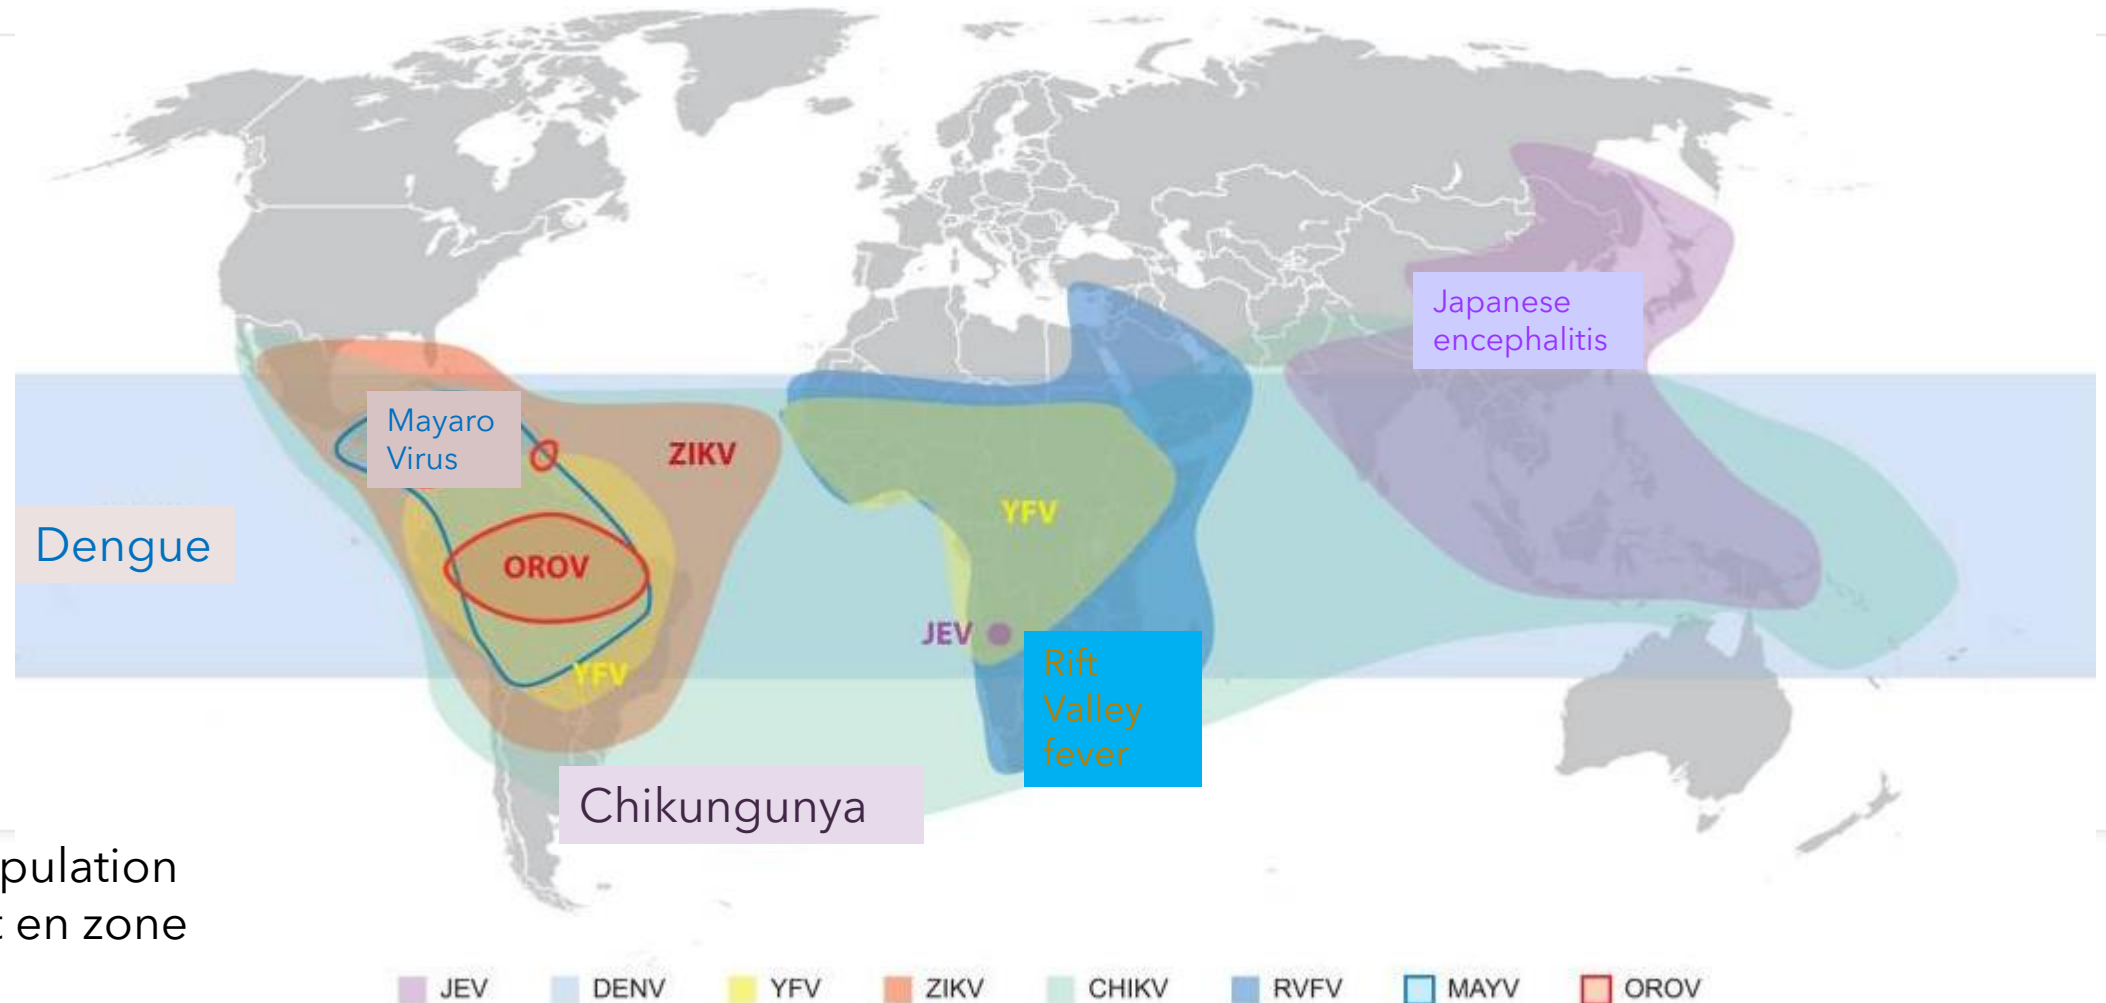 Japanese
encephalitis
Mayaro
Virus
ZIKV
YFV
Dengue
OROV
JEV
Rift
Valley
fever
YFV
Chikungunya
pulation
t en zone
JEV DENV YFV ZIKV CHIKV RVFV MAYV OROV